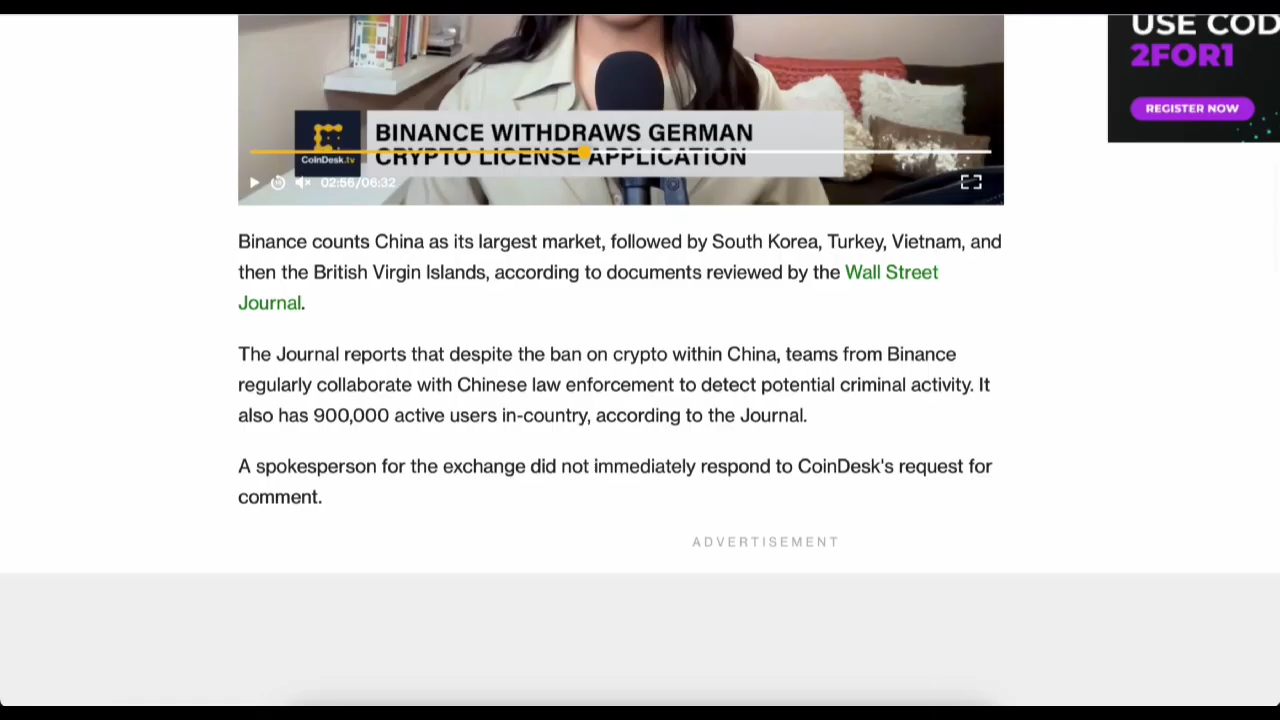 USE COD
2FOR1
REGISTER NOW
BINANCE WITHDRAWS GERMAN
CRYPTO LICENSE APPLICATION
CoinDesk.tv
02:56/06:32
Binance counts China as its largest market, followed by South Korea, Turkey, Vietnam, and
then the British Virgin Islands, according to documents reviewed by the Wall Street
Journal.
The Journal reports that despite the ban on crypto within China, teams from Binance
regularly collaborate with Chinese law enforcement to detect potential criminal activity. It
also has 900,000 active users in-country, according to the Journal.
A spokesperson for the exchange did not immediately respond to CoinDesk's request for
comment.
ADVERTISEMENT